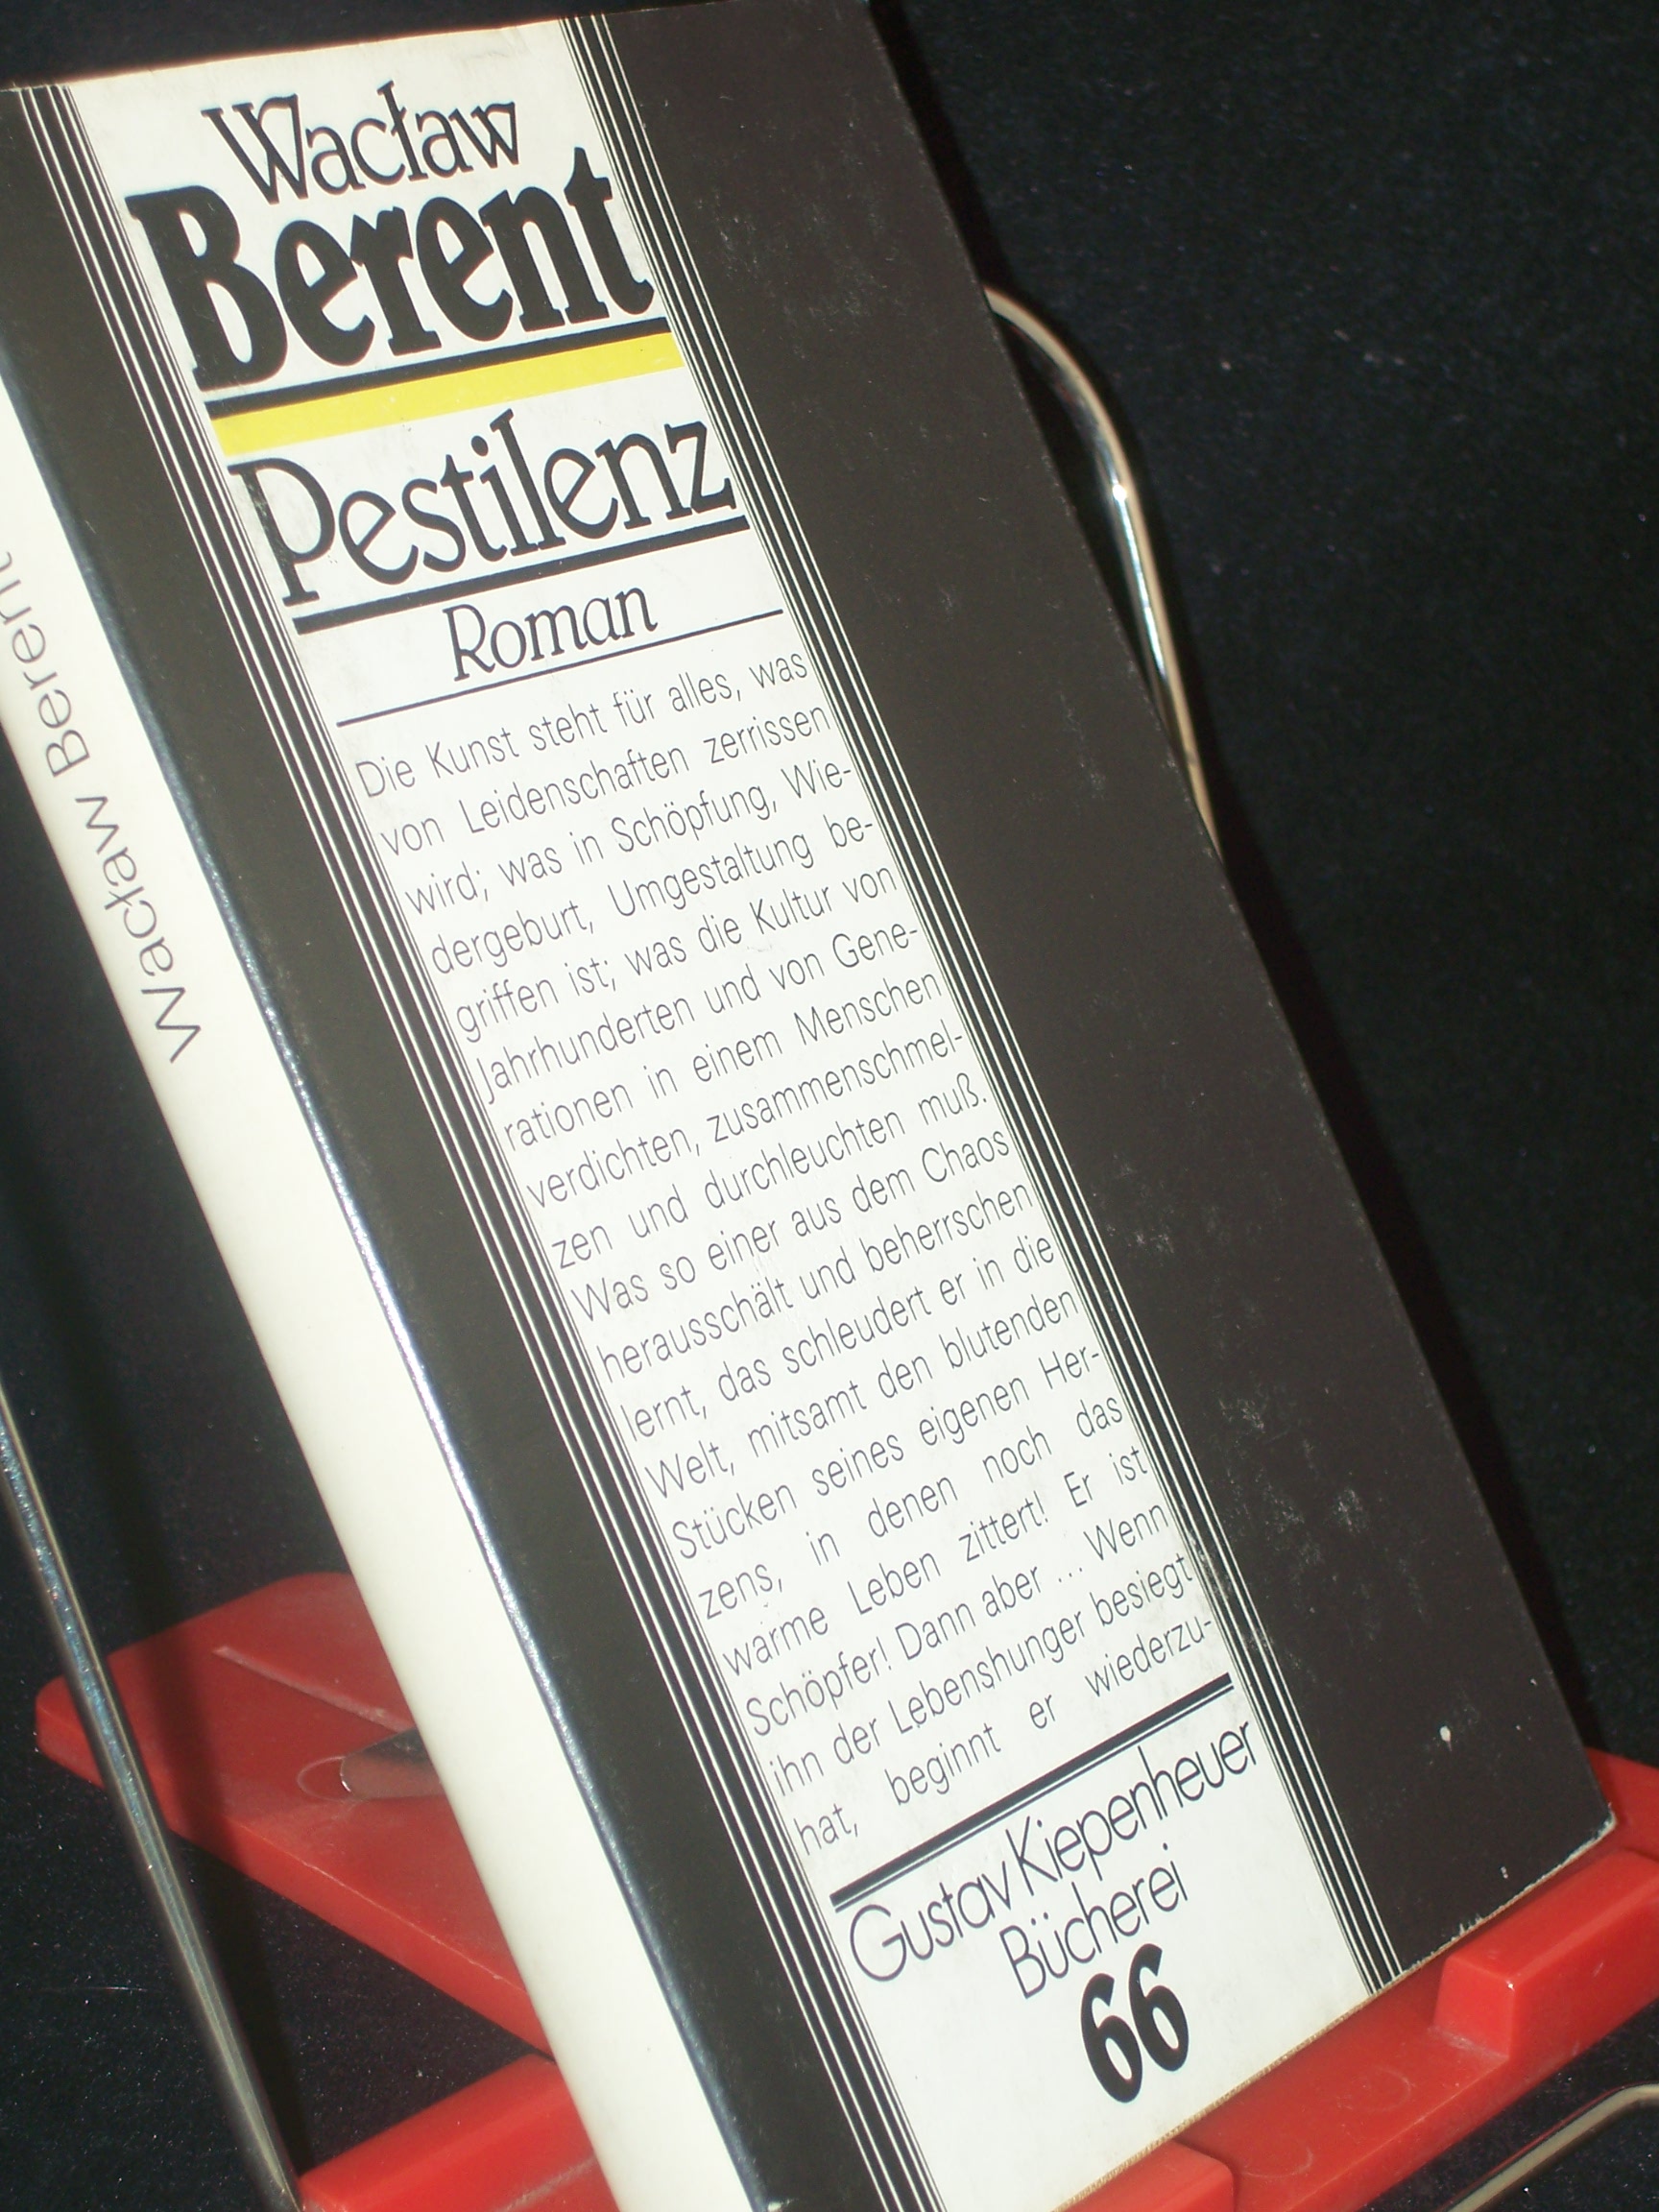 Wacław
Berent
Pestilenz
Roman
Die Kunst steht für alles, was
von Leidenschaften zerrissen
wird; was in Schöpfung, Wie-
dergeburt, Umgestaltung be-
griffen ist; was die Kultur von
Jahrhunderten und von Gene-
rationen in einem Menschen
verdichten, zusammenschmel-
zen und durchleuchten muß.
Was so einer aus dem Chaos
herausschält und beherrschen
lernt, das schleudert er in die
Welt, mitsamt den blutenden
Stücken seines eigenen Her-
zens, in denen noch das
warme Leben zittert! Er ist
Schöpfer! Dann aber ... Wenn
ihn der Lebenshunger besiegt
hat, beginnt er wiederzu-
Gustav Kiepenheuer
Bücherei
66
Wacław Berent